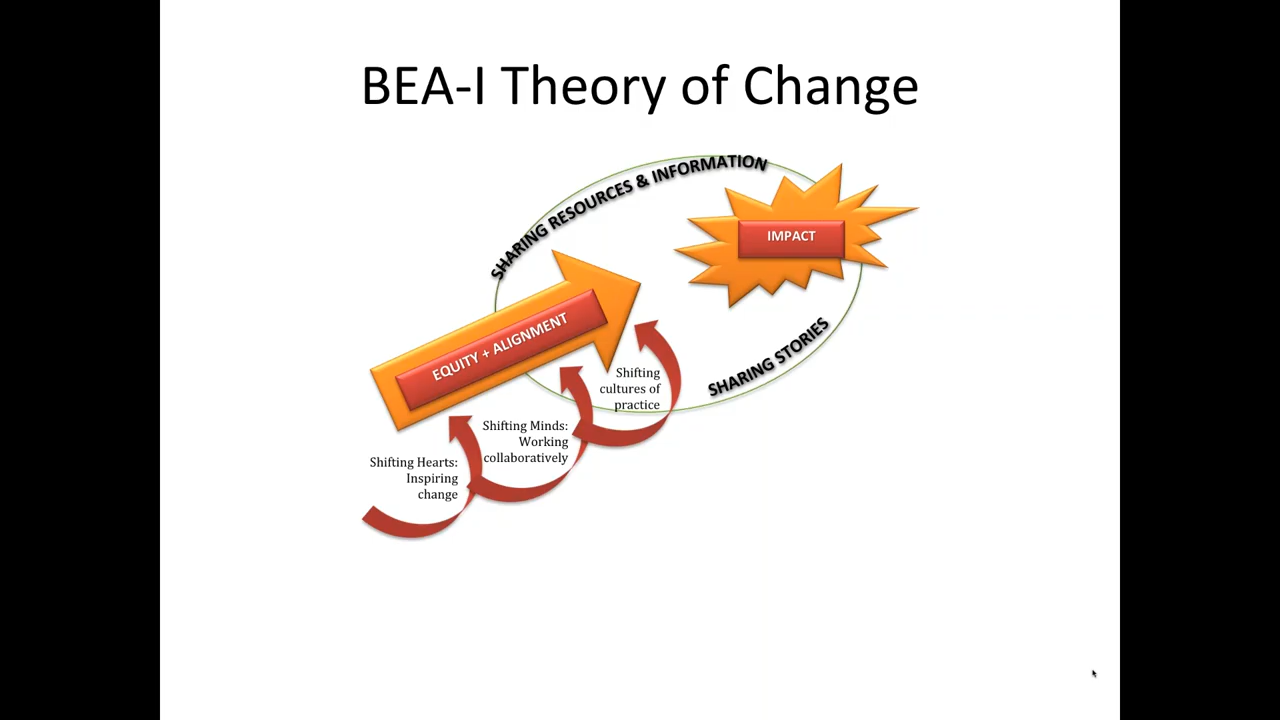 BEA-I Theory of Change
SHARING RESOURCES & INFORMATION
IMPACT
EQUITY + ALIGNMENT
SHARING STORIES
Shifting
cultures of
practice
Shifting Minds:
Working
collaboratively
Shifting Hearts:
Inspiring
change